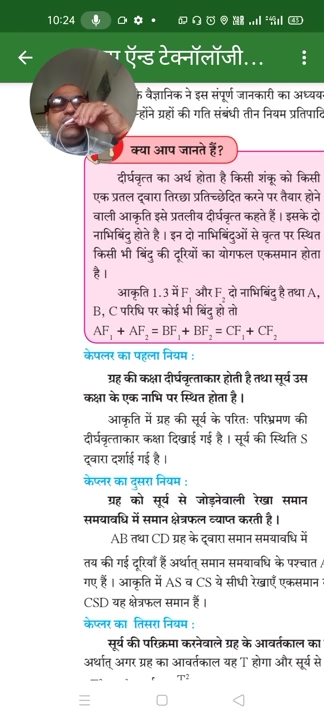 10:24
45
ऍन्ड टेक्नॉलॉजी...
वैज्ञानिक ने इस संपूर्ण जानकारी का
ग्रहों की गति संबंधी तीन नियम
क्या आप जानते हैं?
दीर्घवृत्त का अर्थ होता है किसी शंकू को किसी
एक प्रतल द्वारा तिरछा प्रतिच्छेदित करने पर तैयार होने
वाली आकृति इसे प्रतलीय दीर्घवृत्त कहते हैं। इसके दो
नाभिबिंदु होते है। इन दो नाभिबिंदुओं से वृत्त पर स्थित
किसी भी बिंदु की दूरियों का योगफल एकसमान होता
है।
आकृति 1.3 में F₁ और F₂ दो नाभिबिंदु है तथा A,
B, C परिधि पर कोई भी बिंदु हो तो
AF₁ + AF₂ = BF₁ + BF₂ = CF₁ + CF₂
केपलर का पहला नियम :
ग्रह की कक्षा दीर्घवृत्ताकार होती है तथा सूर्य उस
कक्षा के एक नाभि पर स्थित होता है।
आकृति में ग्रह की सूर्य के परितः परिभ्रमण की
दीर्घवृत्ताकार कक्षा दिखाई गई है। सूर्य की स्थिति S
द्वारा दर्शाई गई है।
केप्लर का दुसरा नियम :
ग्रह को सूर्य से जोड़नेवाली रेखा समान
समयावधि में समान क्षेत्रफल व्याप्त करती है।
AB तथा CD ग्रह के द्वारा समान समयावधि में
तय की गई दूरियाँ हैं अर्थात् समान समयावधि के पश्चात
गए हैं। आकृति में AS व CS ये सीधी रेखाएँ एकसमान
CSD यह क्षेत्रफल समान हैं।
केप्लर का तिसरा नियम :
सूर्य की परिक्रमा करनेवाले ग्रह के आवर्तकाल का
अर्थात् अगर ग्रह का आवर्तकाल यह T होगा और सूर्य से
T²